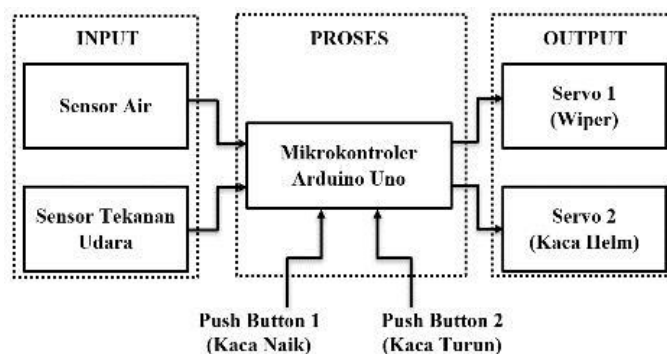 INPUT
PROSES
OUTPUT
Sensor Air
Sensor Tekanan
Udara
Mikrokontroler
Arduino Uno
Servo 1
(Wiper)
Servo 2
(Kaca Helm)
Push Button 1
(Kaca Naik)
Push Button 2
(Kaca Turun)